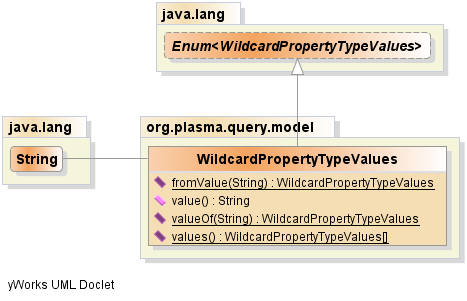 java.lang
Enum<WildcardPropertyTypeValues>
java.lang
String
org.plasma.query.model
WildcardPropertyTypeValues
fromValue(String) : WildcardPropertyTypeValues
value() : String
valueOf(String) : WildcardPropertyTypeValues
values() : WildcardPropertyTypeValues[]
yWorks UML Doclet